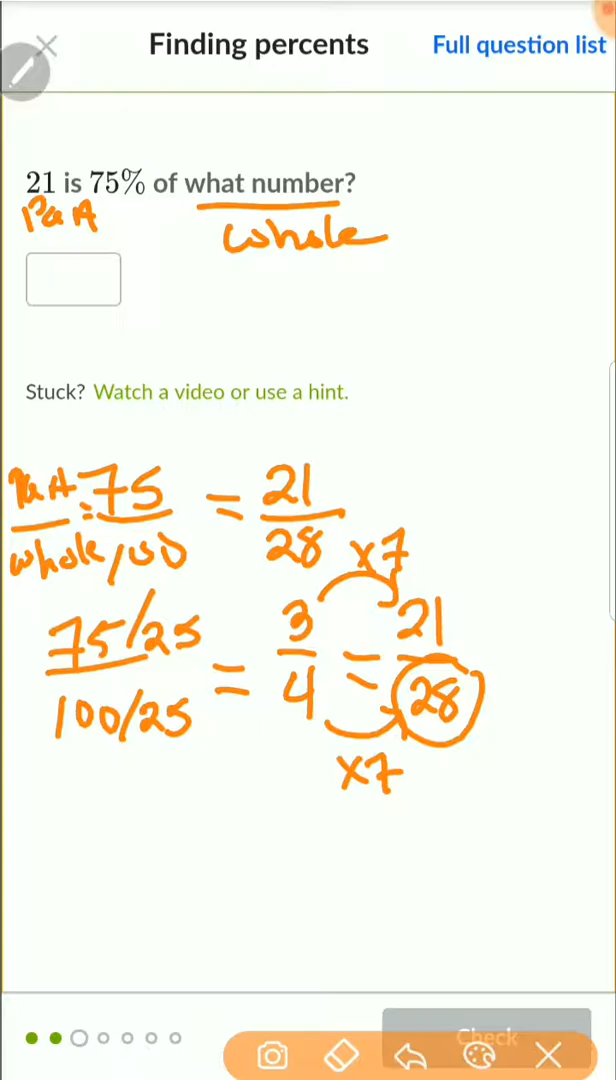 Finding percents
Full question list
21 is 75% of what number?
Part
whole
Stuck? Watch a video or use a hint.
Part/whole : 75/100 = 21/28
x7
75/25 / 100/25 = 3/4 = 21/28
x7
Check